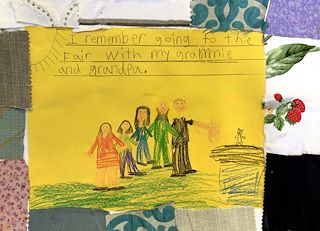 I remember going to the
Fair with my grammie
and grandpa.